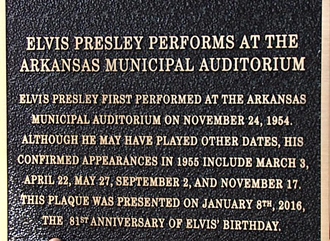 ELVIS PRESLEY PERFORMS AT THE
ARKANSAS MUNICIPAL AUDITORIUM
ELVIS PRESLEY FIRST PERFORMED AT THE ARKANSAS
MUNICIPAL AUDITORIUM ON NOVEMBER 24, 1954.
ALTHOUGH HE MAY HAVE PLAYED OTHER DATES, HIS
CONFIRMED APPEARANCES IN 1955 INCLUDE MARCH 3,
APRIL 22, MAY 27, SEPTEMBER 2, AND NOVEMBER 17.
THIS PLAQUE WAS PRESENTED ON JANUARY 8TH, 2016,
THE 81ST ANNIVERSARY OF ELVIS' BIRTHDAY.